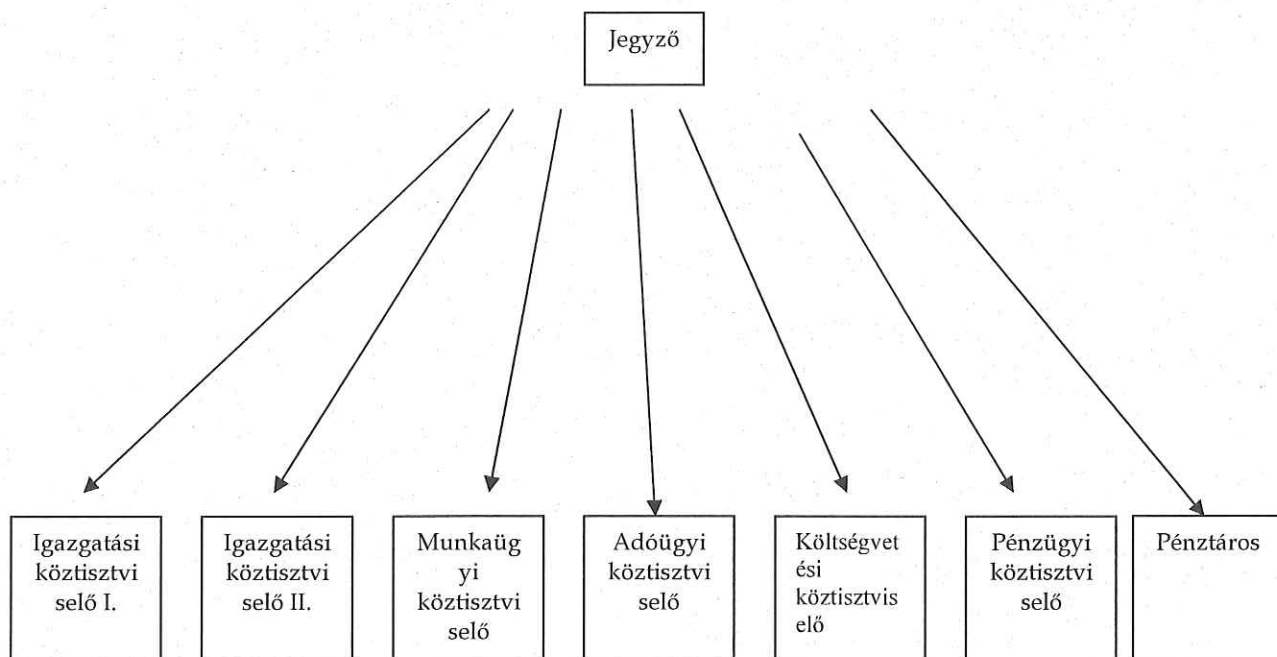 Jegyző
Igazgatási
köztisztvi
selő I.
Igazgatási
köztisztvi
selő II.
Munkaüg
yi
köztisztvi
selő
Adóügyi
köztisztvi
selő
Költségvet
ési
köztisztvis
elő
Pénzügyi
köztisztvi
selő
Pénztáros